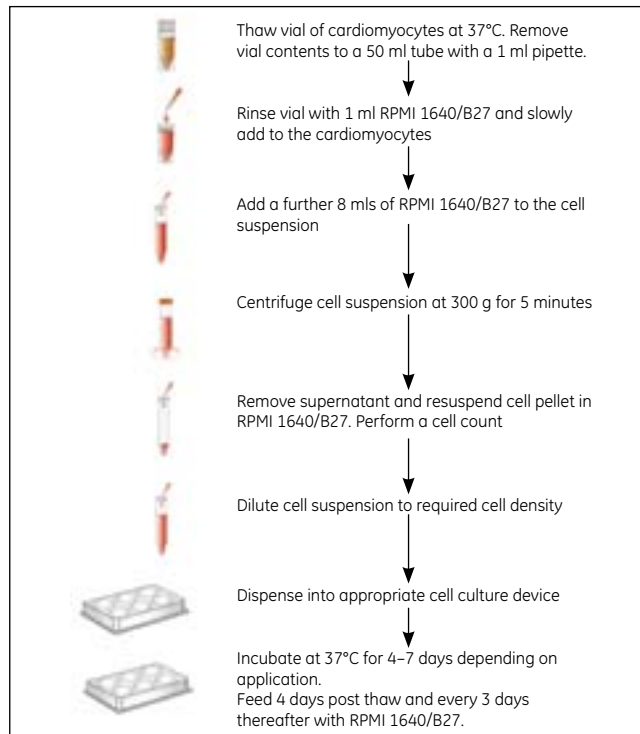 Thaw vial of cardiomyocytes at 37°C. Remove
vial contents to a 50 ml tube with a 1 ml pipette.
Rinse vial with 1 ml RPMI 1640/B27 and slowly
add to the cardiomyocytes
Add a further 8 mls of RPMI 1640/B27 to the cell
suspension
Centrifuge cell suspension at 300 g for 5 minutes
Remove supernatant and resuspend cell pellet in
RPMI 1640/B27. Perform a cell count
Dilute cell suspension to required cell density
Dispense into appropriate cell culture device
Incubate at 37°C for 4–7 days depending on
application.
Feed 4 days post thaw and every 3 days
thereafter with RPMI 1640/B27.